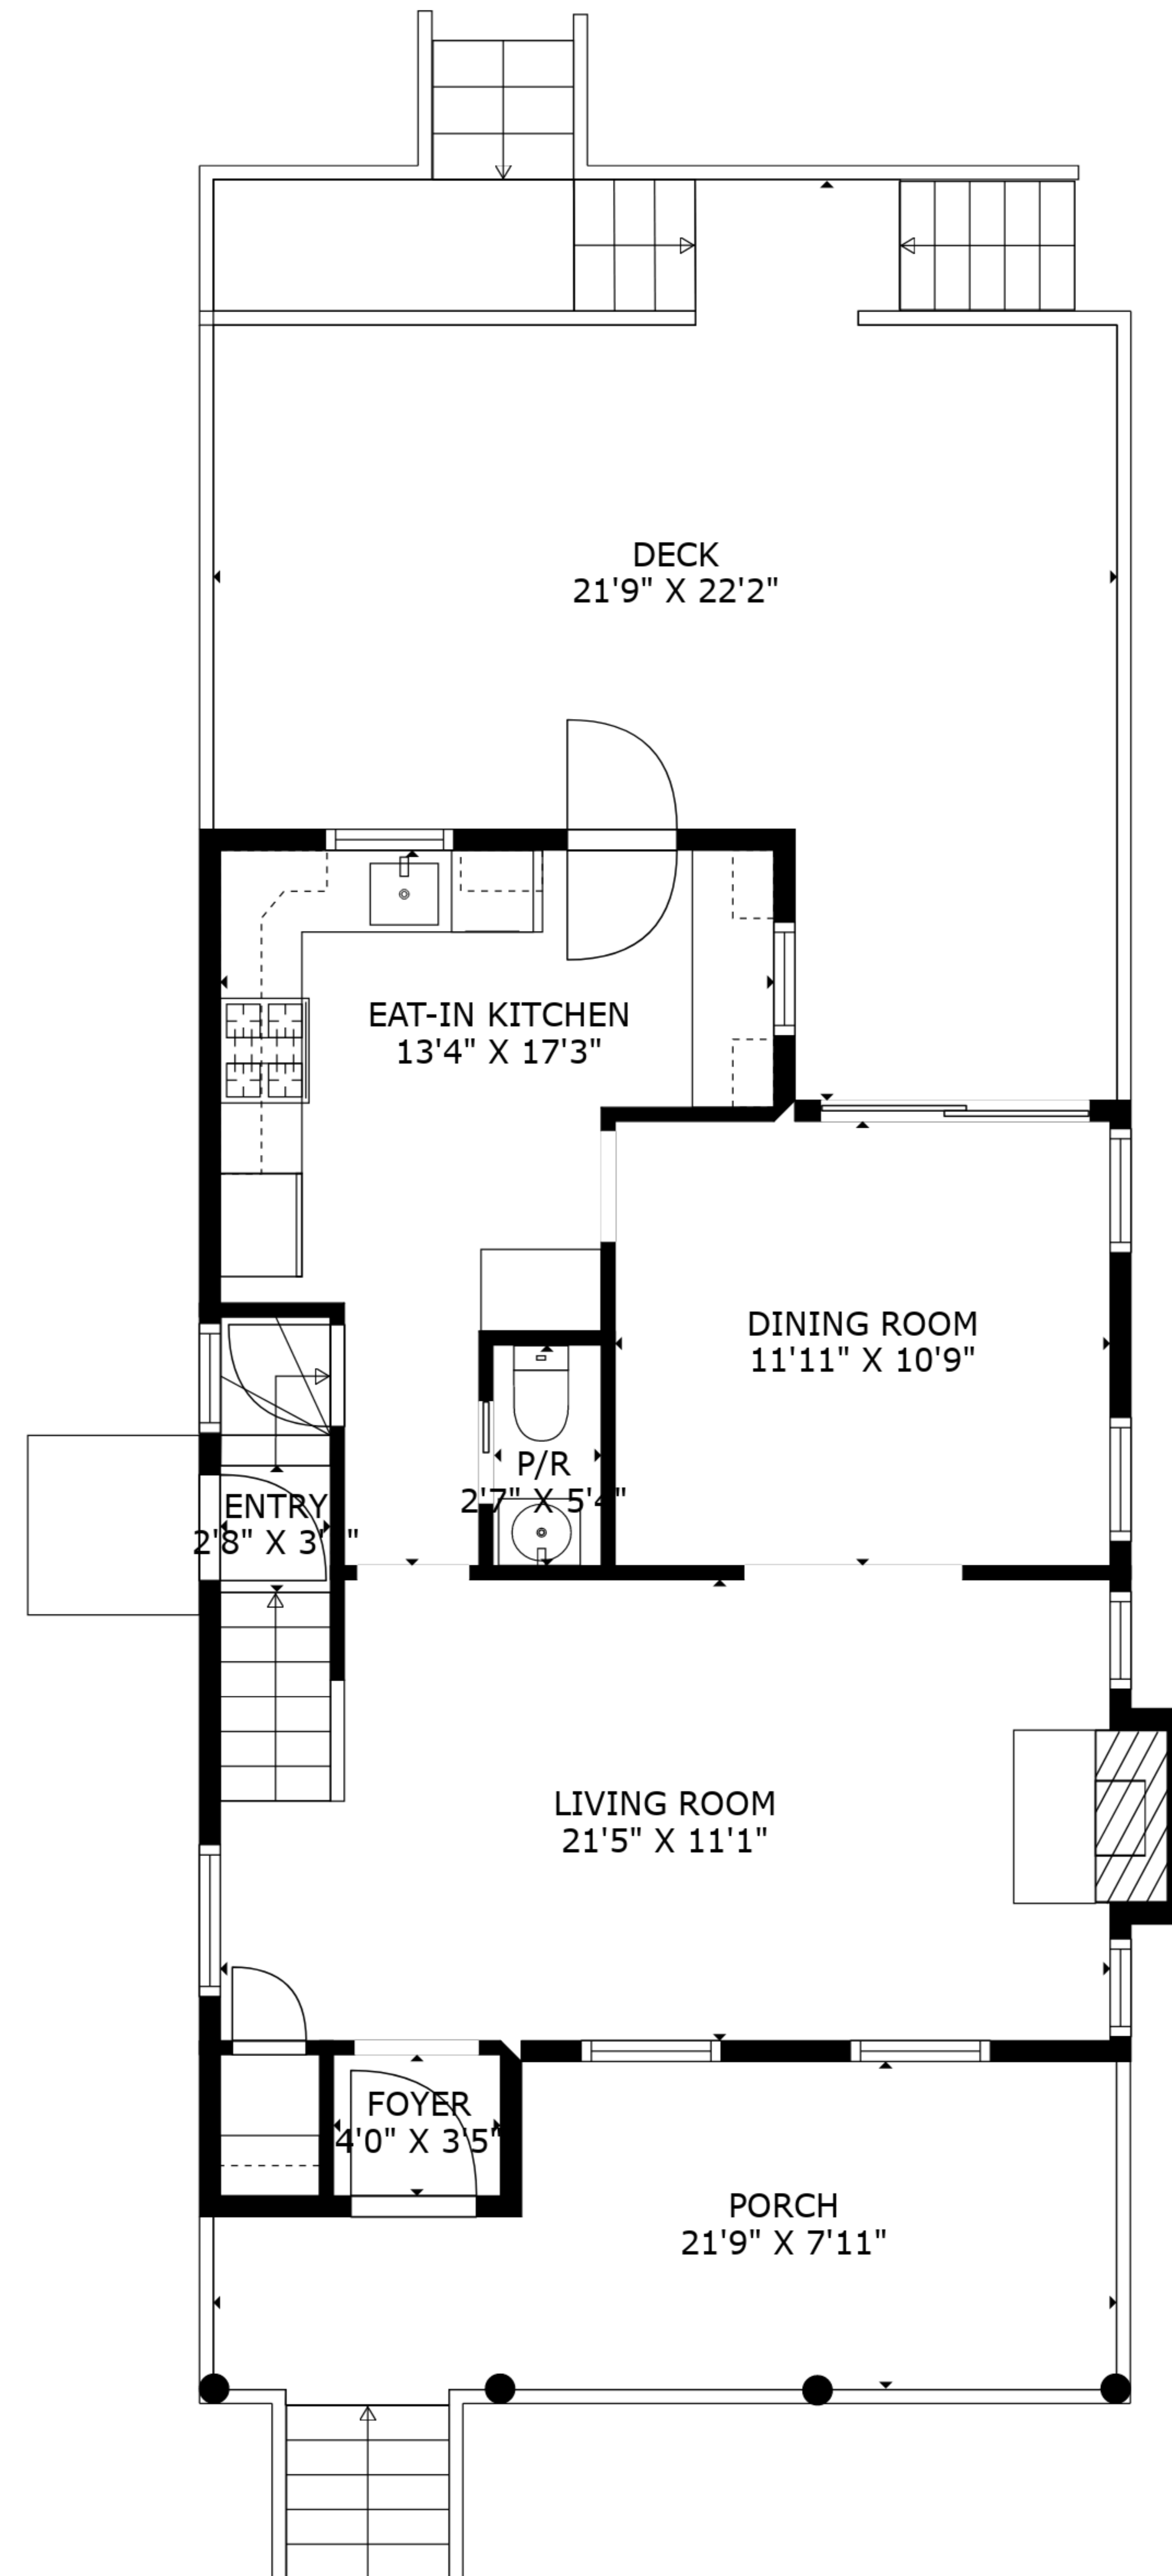 DECK
21'9" X 22'2"
EAT-IN KITCHEN
13'4" X 17'3"
DINING ROOM
11'11" X 10'9"
P/R
2'7" X 5'4"
ENTRY
2'8" X
LIVING ROOM
21'5" X 11'1"
FOYER
4'0" X 3'5"
PORCH
21'9" X 7'11"